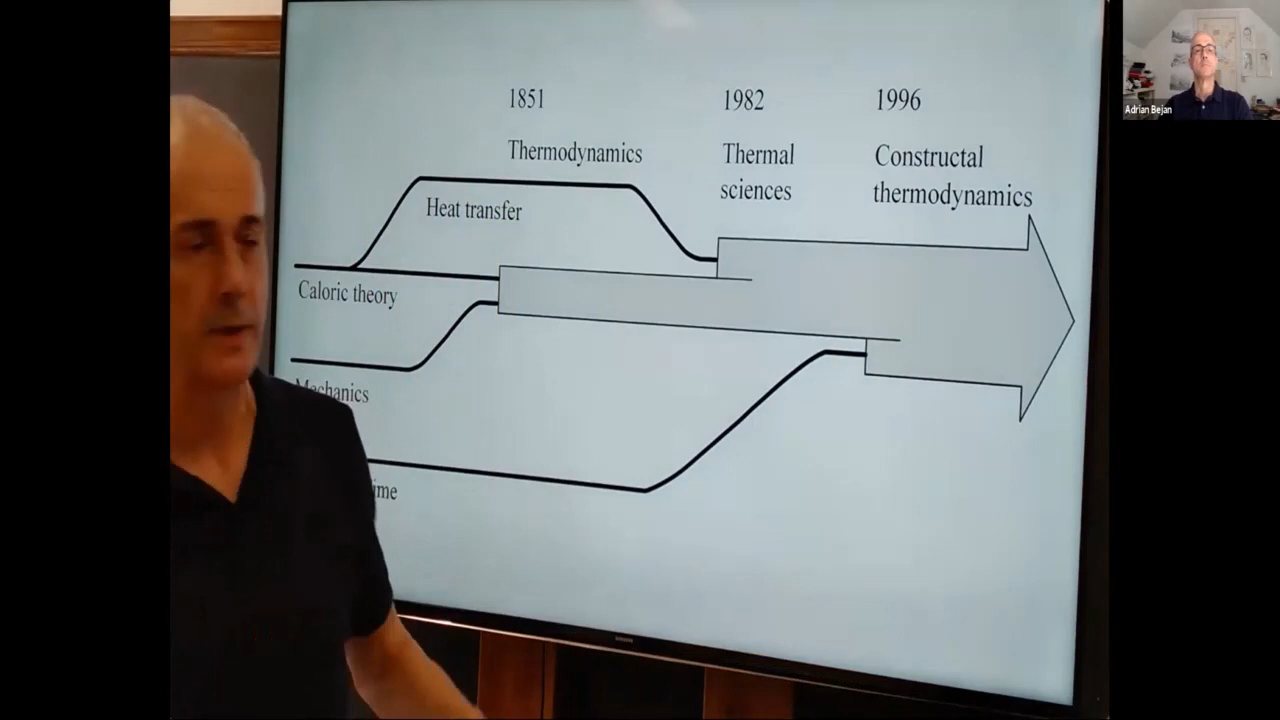 1851
1982
1996
Thermodynamics
Thermal
sciences
Constructal
thermodynamics
Heat transfer
Caloric theory
Mechanics
Adrian Bejan